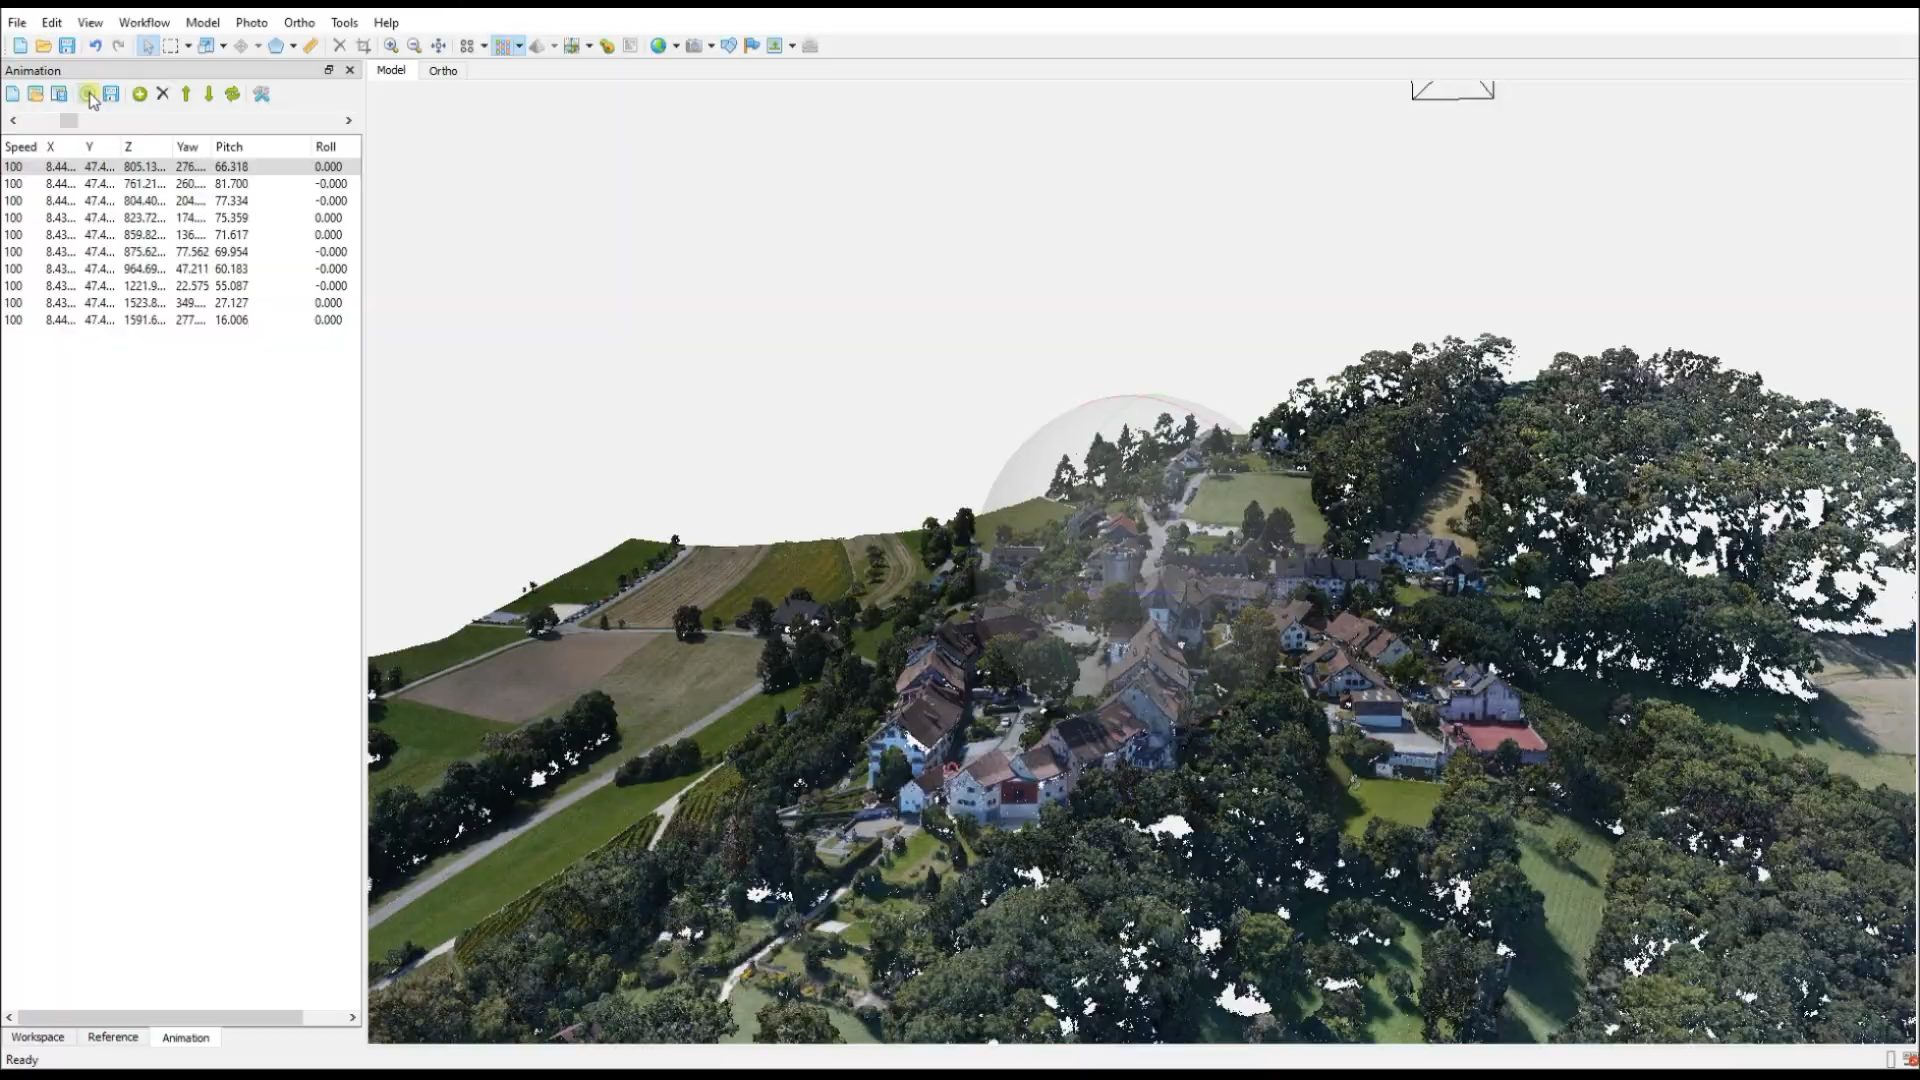 File Edit View Workflow Model Photo Ortho Tools Help
Animation
Model Ortho
Speed X Y Z Yaw Pitch Roll
100 8.44... 47.4... 805.13... 276.... 66.318 0.000
100 8.44... 47.4... 761.21... 260.... 81.700 -0.000
100 8.44... 47.4... 804.40... 204.... 77.334 -0.000
100 8.43... 47.4... 823.72... 174.... 75.359 0.000
100 8.43... 47.4... 859.82... 136.... 71.617 0.000
100 8.43... 47.4... 875.62... 77.562 69.954 -0.000
100 8.43... 47.4... 964.69... 47.211 60.183 -0.000
100 8.43... 47.4... 1221.9... 22.575 55.087 -0.000
100 8.43... 47.4... 1523.8... 349.... 27.127 0.000
100 8.44... 47.4... 1591.6... 277.... 16.006 0.000
Workspace Reference Animation
Ready